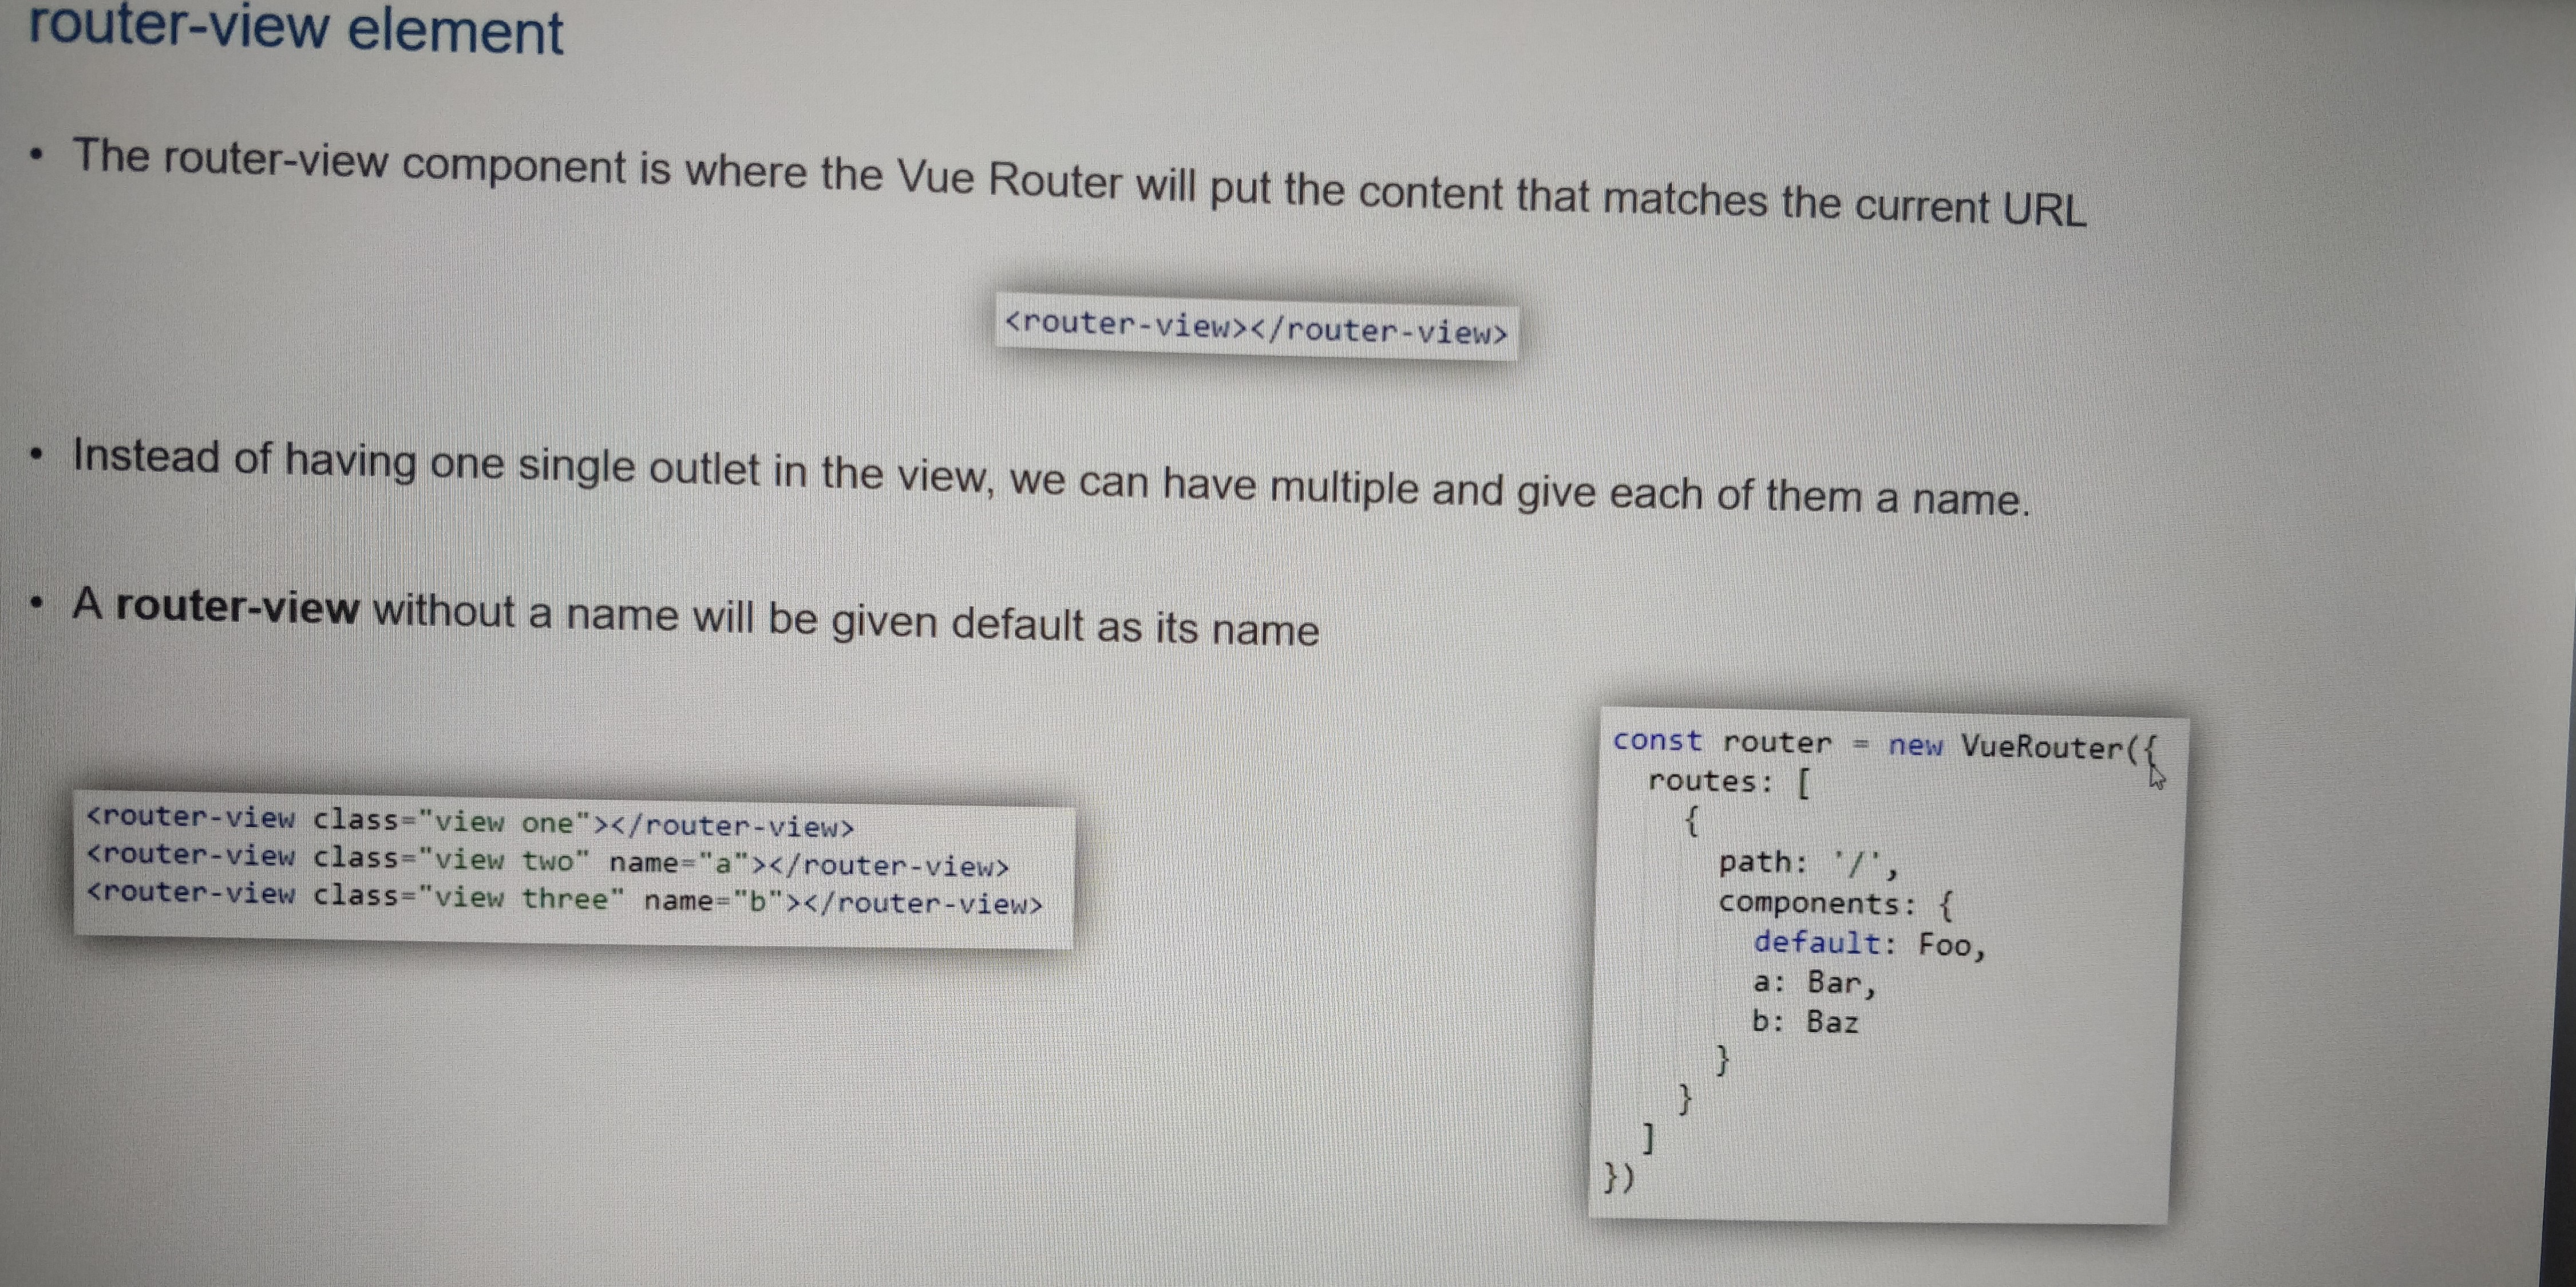 router-view element
• The router-view component is where the Vue Router will put the content that matches the current URL
<router-view></router-view>
• Instead of having one single outlet in the view, we can have multiple and give each of them a name.
• A router-view without a name will be given default as its name
<router-view class="view one"></router-view>
<router-view class="view two" name="a"></router-view>
<router-view class="view three" name="b"></router-view>
const router = new VueRouter({
  routes: [
    {
      path: '/',
      components: {
        default: Foo,
        a: Bar,
        b: Baz
      }
    }
  ]
})